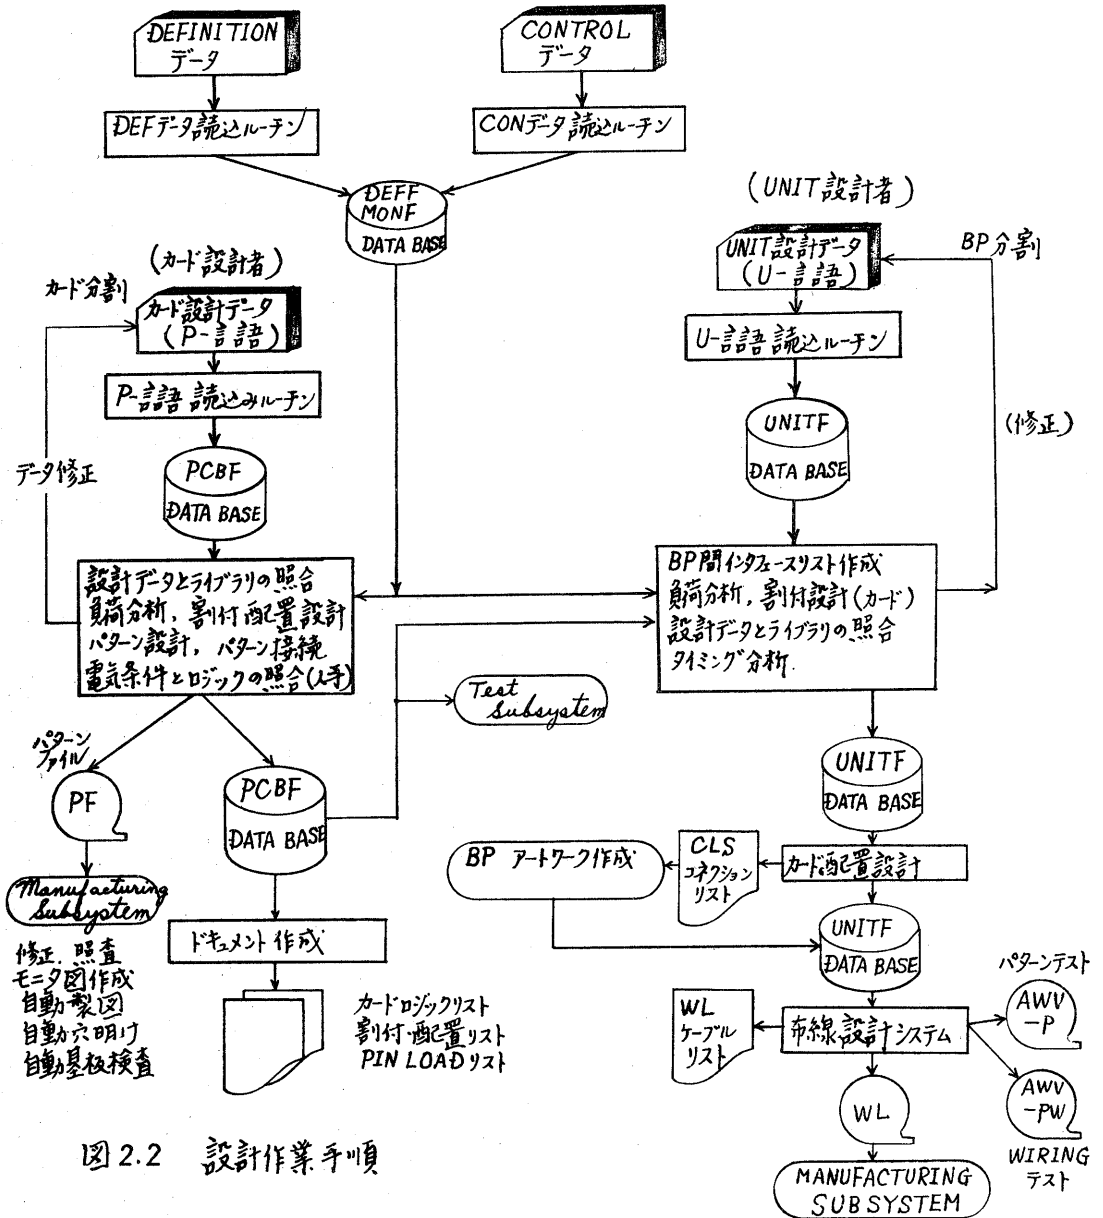 DEFINITION
データ
CONTROL
データ
DEFデータ読込ルーチン
CONデータ読込ルーチン
DEFF
MONF
DATA BASE
(UNIT設計者)
UNIT設計データ
(U-言語)
BP分割
(カード設計者)
カード分割
カード設計データ
(P-言語)
U-言語読込ルーチン
P-言語読込みルーチン
UNITF
DATA BASE
(修正)
データ修正
PCBF
DATA BASE
設計データとライブラリの照合
負荷分析,割付配置設計
パターン設計,パターン接続
電気条件とロジックの照合(人手)
BP間インタフェースリスト作成
負荷分析,割付設計(カード)
設計データとライブラリの照合
タイミング分析.
Test
Subsystem
パターン
ファイル
PF
PCBF
DATA BASE
UNITF
DATA BASE
Manufacturing
Subsystem
BP アートワーク作成
CLS
コネクション
リスト
カード配置設計
ドキュメント作成
UNITF
DATA BASE
修正.照査
モニタ図作成
自動製図
自動穴明け
自動基板検査
カードロジックリスト
割付・配置リスト
PIN LOADリスト
WL
ケーブル
リスト
布線設計システム
パターンテスト
AWV
-P
AWV
-PW
WIRING
テスト
WL
MANUFACTURING
SUBSYSTEM
図2.2 設計作業手順